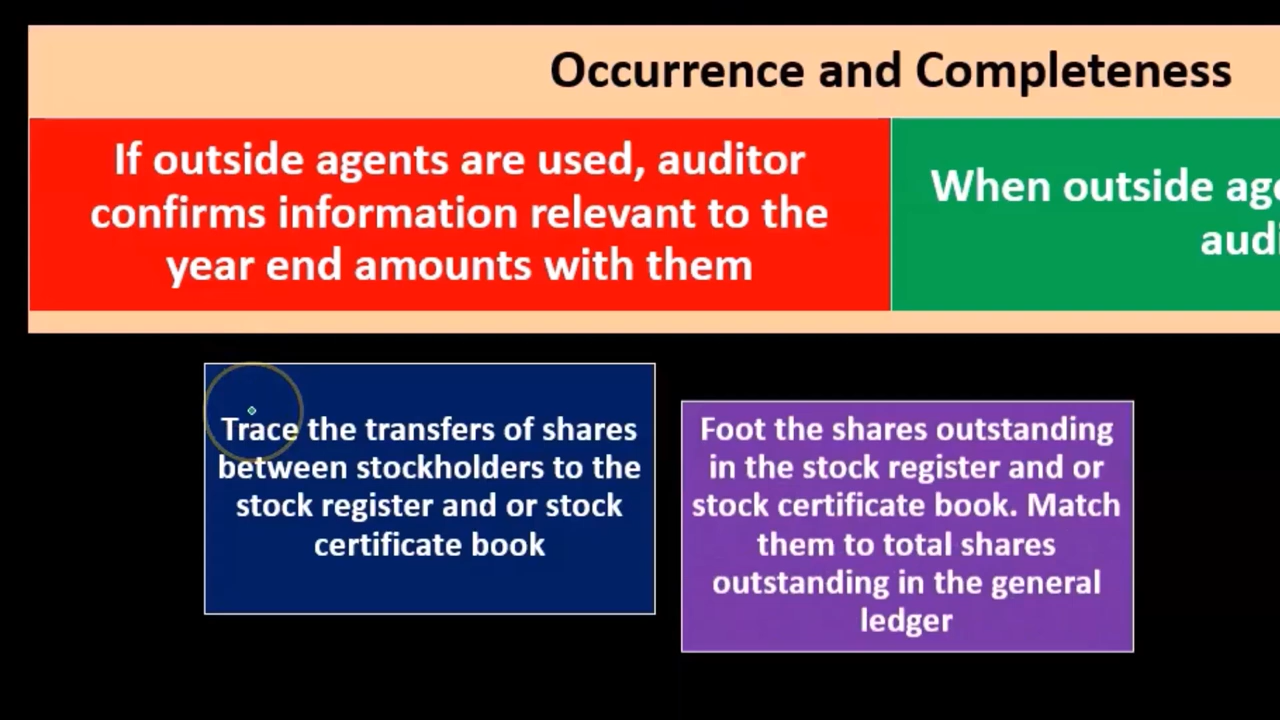 Occurrence and Completeness
If outside agents are used, auditor
confirms information relevant to the
year end amounts with them
When outside
Trace the transfers of shares
between stockholders to the
stock register and or stock
certificate book
Foot the shares outstanding
in the stock register and or
stock certificate book. Match
them to total shares
outstanding in the general
ledger